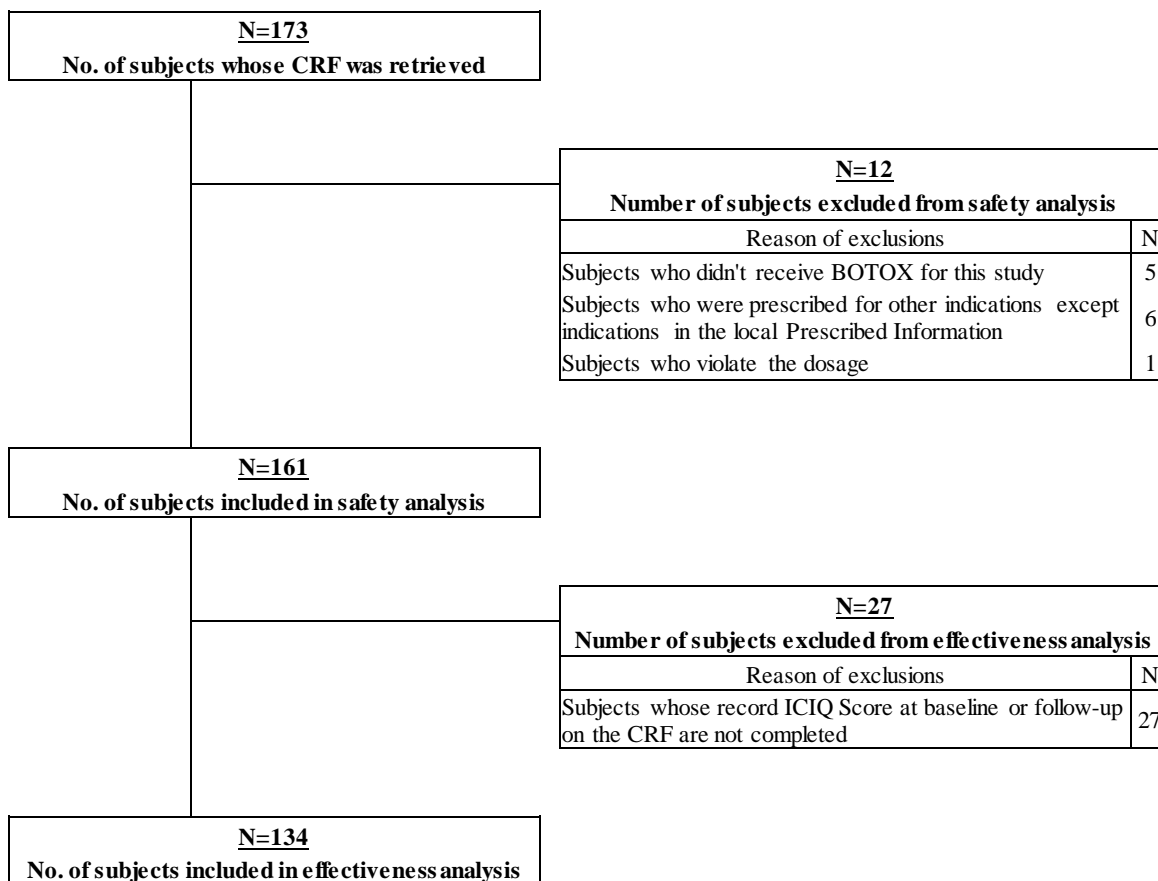 N=173
No. of subjects whose CRF was retrieved
N=12
Number of subjects excluded from safety analysis
Reason of exclusions N
Subjects who didn't receive BOTOX for this study 5
Subjects who were prescribed for other indications except
indications in the local Prescribed Information 6
Subjects who violate the dosage 1
N=161
No. of subjects included in safety analysis
N=27
Number of subjects excluded from effectiveness analysis
Reason of exclusions N
Subjects whose record ICIQ Score at baseline or follow-up
on the CRF are not completed 27
N=134
No. of subjects included in effectiveness analysis